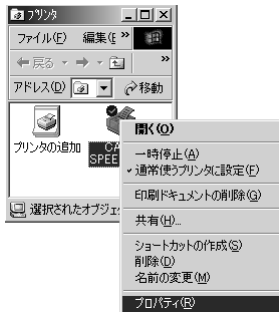 プリンタ
ファイル(F) 編集(E »
»
アドレス(D) 移動
プリンタの追加
CA
SPEE
選択されたオブジェ
開く(O)
一時停止(A)
通常使うプリンタに設定(F)
印刷ドキュメントの削除(G)
共有(H)...
ショートカットの作成(S)
削除(D)
名前の変更(M)
プロパティ(R)